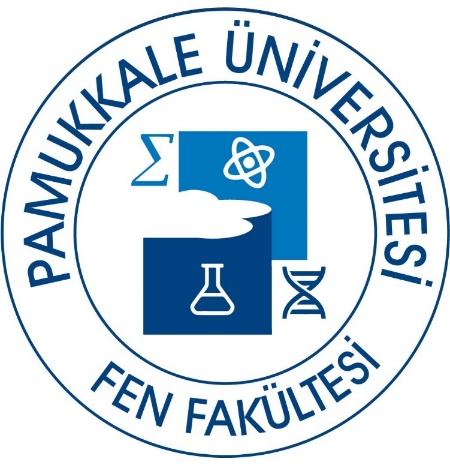 PAMUKKALE ÜNİVERSİTESİ
Σ
FEN FAKÜLTESİ